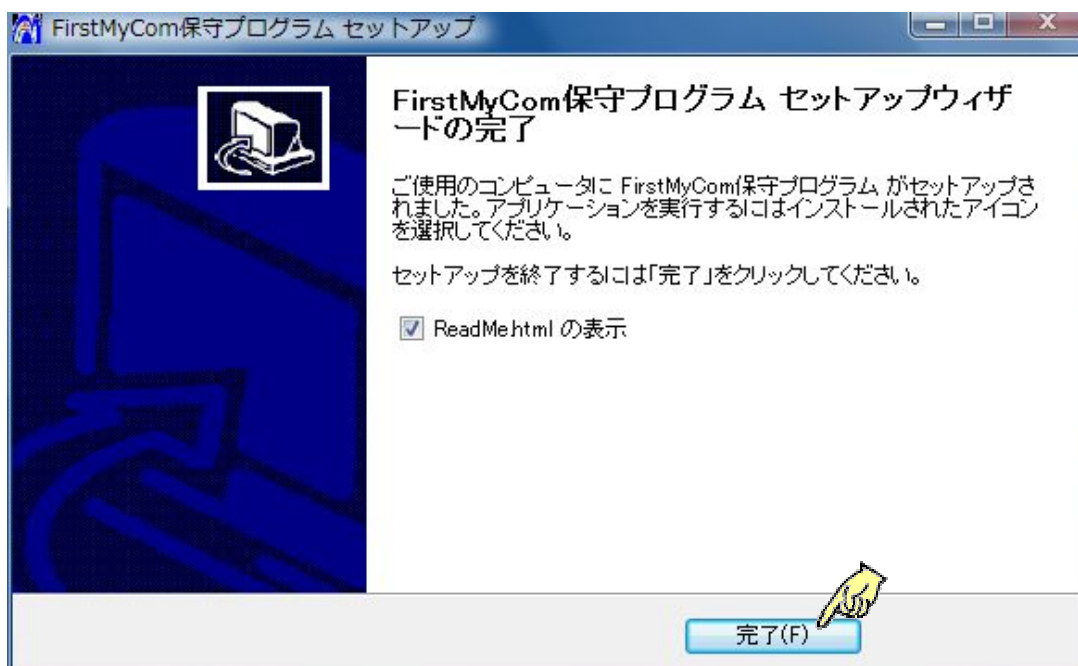 FirstMyCom保守プログラム セットアップ
FirstMyCom保守プログラム セットアップウィザ
ードの完了
ご使用のコンピュータに FirstMyCom保守プログラム がセットアップさ
れました。アプリケーションを実行するにはインストールされたアイコン
を選択してください。
セットアップを終了するには「完了」をクリックしてください。
ReadMe.html の表示
完了(F)